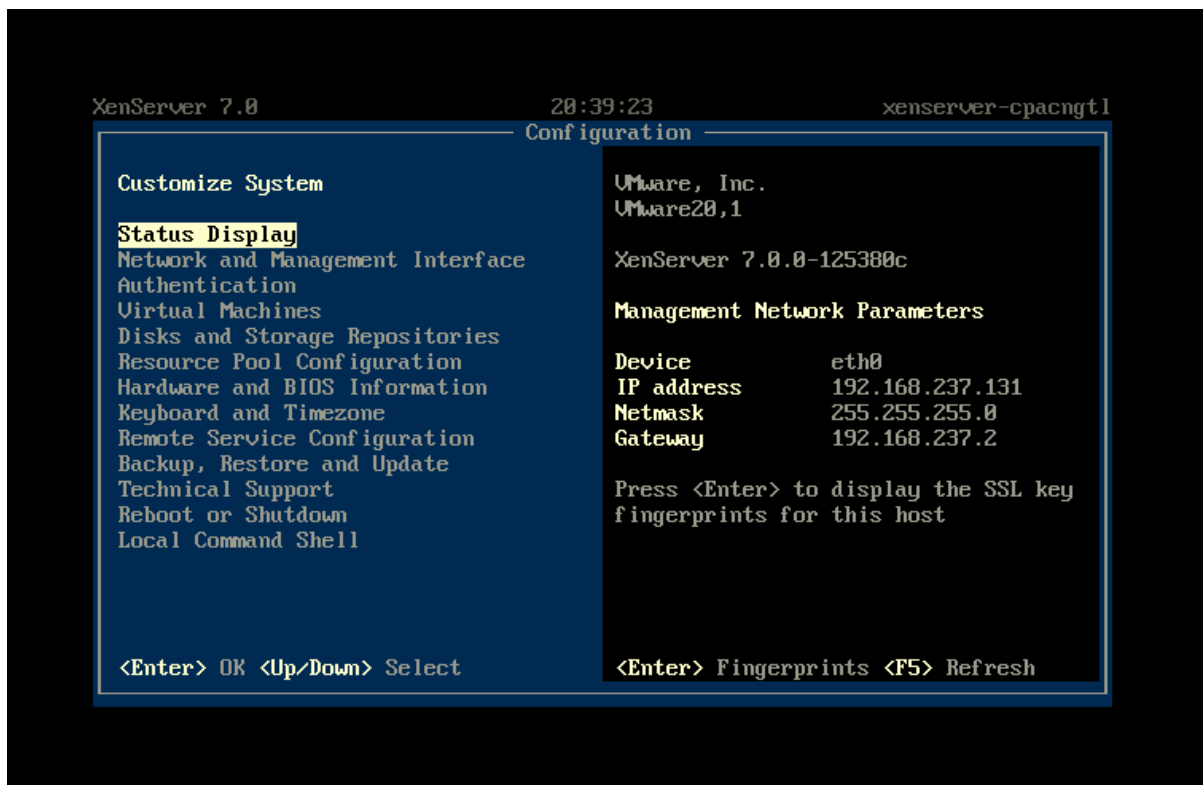 XenServer 7.0 20:39:23 xenserver-cpacngtl
Configuration
Customize System
Status Display
Network and Management Interface
Authentication
Virtual Machines
Disks and Storage Repositories
Resource Pool Configuration
Hardware and BIOS Information
Keyboard and Timezone
Remote Service Configuration
Backup, Restore and Update
Technical Support
Reboot or Shutdown
Local Command Shell
<Enter> OK <Up/Down> Select
VMware, Inc.
VMware20,1
XenServer 7.0.0-125380c
Management Network Parameters
Device eth0
IP address 192.168.237.131
Netmask 255.255.255.0
Gateway 192.168.237.2
Press <Enter> to display the SSL key
fingerprints for this host
<Enter> Fingerprints <F5> Refresh